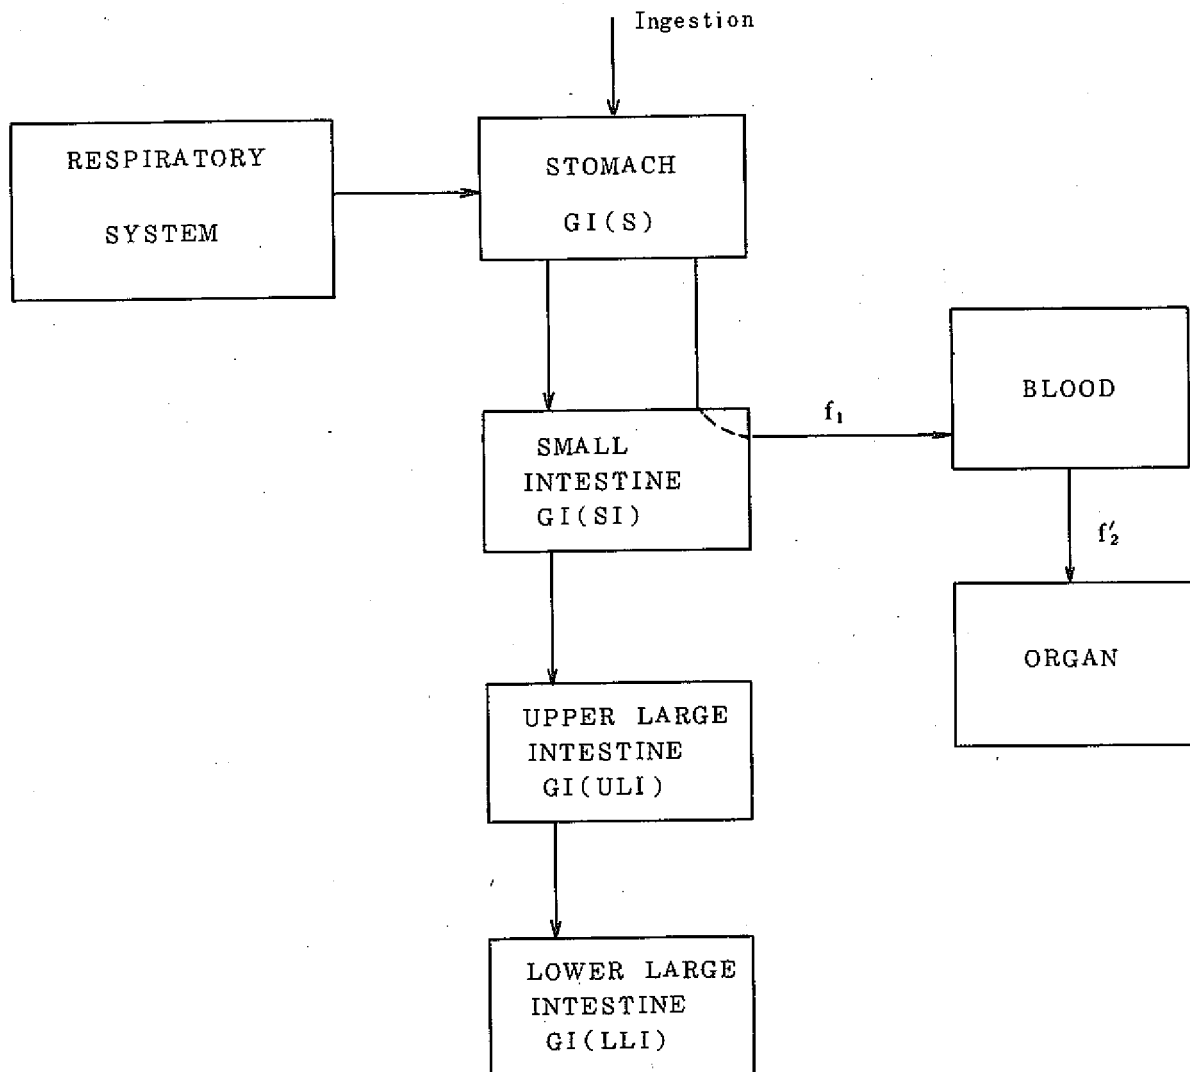 Ingestion
RESPIRATORY
SYSTEM
STOMACH
GI(S)
BLOOD
f₁
SMALL
INTESTINE
GI(SI)
f′₂
ORGAN
UPPER LARGE
INTESTINE
GI(ULI)
LOWER LARGE
INTESTINE
GI(LLI)